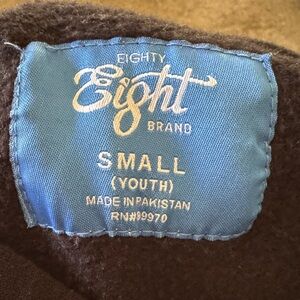 EIGHTY
Eight
BRAND
SMALL
(YOUTH)
MADE IN PAKISTAN
RN#99970